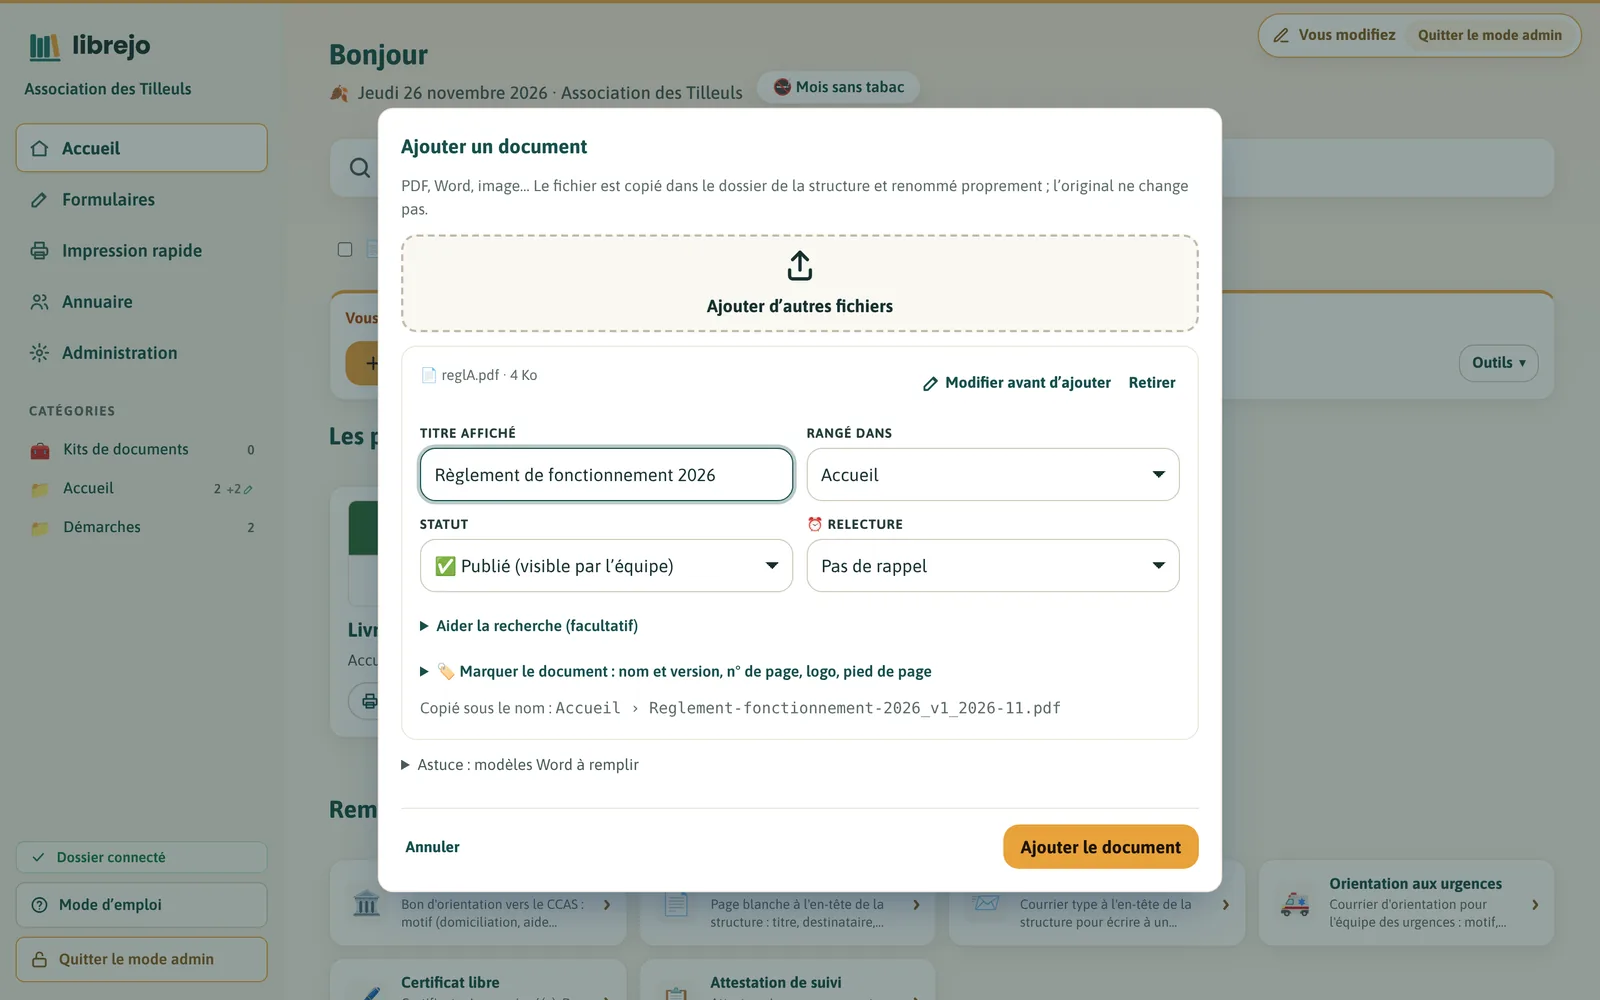 librejo
Association des Tilleuls
Accueil
Formulaires
Impression rapide
Annuaire
Administration
CATÉGORIES
Kits de documents 0
Accueil 2 +2
Démarches 2
Dossier connecté
Mode d’emploi
Quitter le mode admin
Bonjour
Jeudi 26 novembre 2026 · Association des Tilleuls
Mois sans tabac
Vous modifiez Quitter le mode admin
Vous
+
Outils ▾
Les p
Livr
Accu
Rem
Ajouter un document
PDF, Word, image… Le fichier est copié dans le dossier de la structure et renommé proprement ; l’original ne change
pas.
Ajouter d’autres fichiers
reglA.pdf · 4 Ko
Modifier avant d’ajouter Retirer
TITRE AFFICHÉ
Règlement de fonctionnement 2026
RANGÉ DANS
Accueil
STATUT
Publié (visible par l’équipe)
RELECTURE
Pas de rappel
Aider la recherche (facultatif)
Marquer le document : nom et version, n° de page, logo, pied de page
Copié sous le nom : Accueil › Reglement-fonctionnement-2026_v1_2026-11.pdf
Astuce : modèles Word à remplir
Annuler
Ajouter le document
Bon d'orientation vers le CCAS :
motif (domiciliation, aide...
Page blanche à l'en-tête de la
structure : titre, destinataire,...
Courrier type à l'en-tête de la
structure pour écrire à un...
Orientation aux urgences
Courrier d'orientation pour
l'équipe des urgences : motif,...
Certificat libre
Attestation de suivi